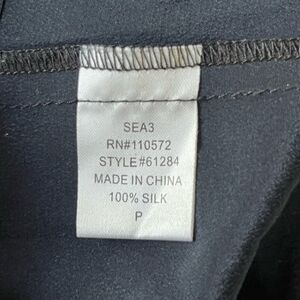 SEA3
RN#110572
STYLE#61284
MADE IN CHINA
100% SILK
P